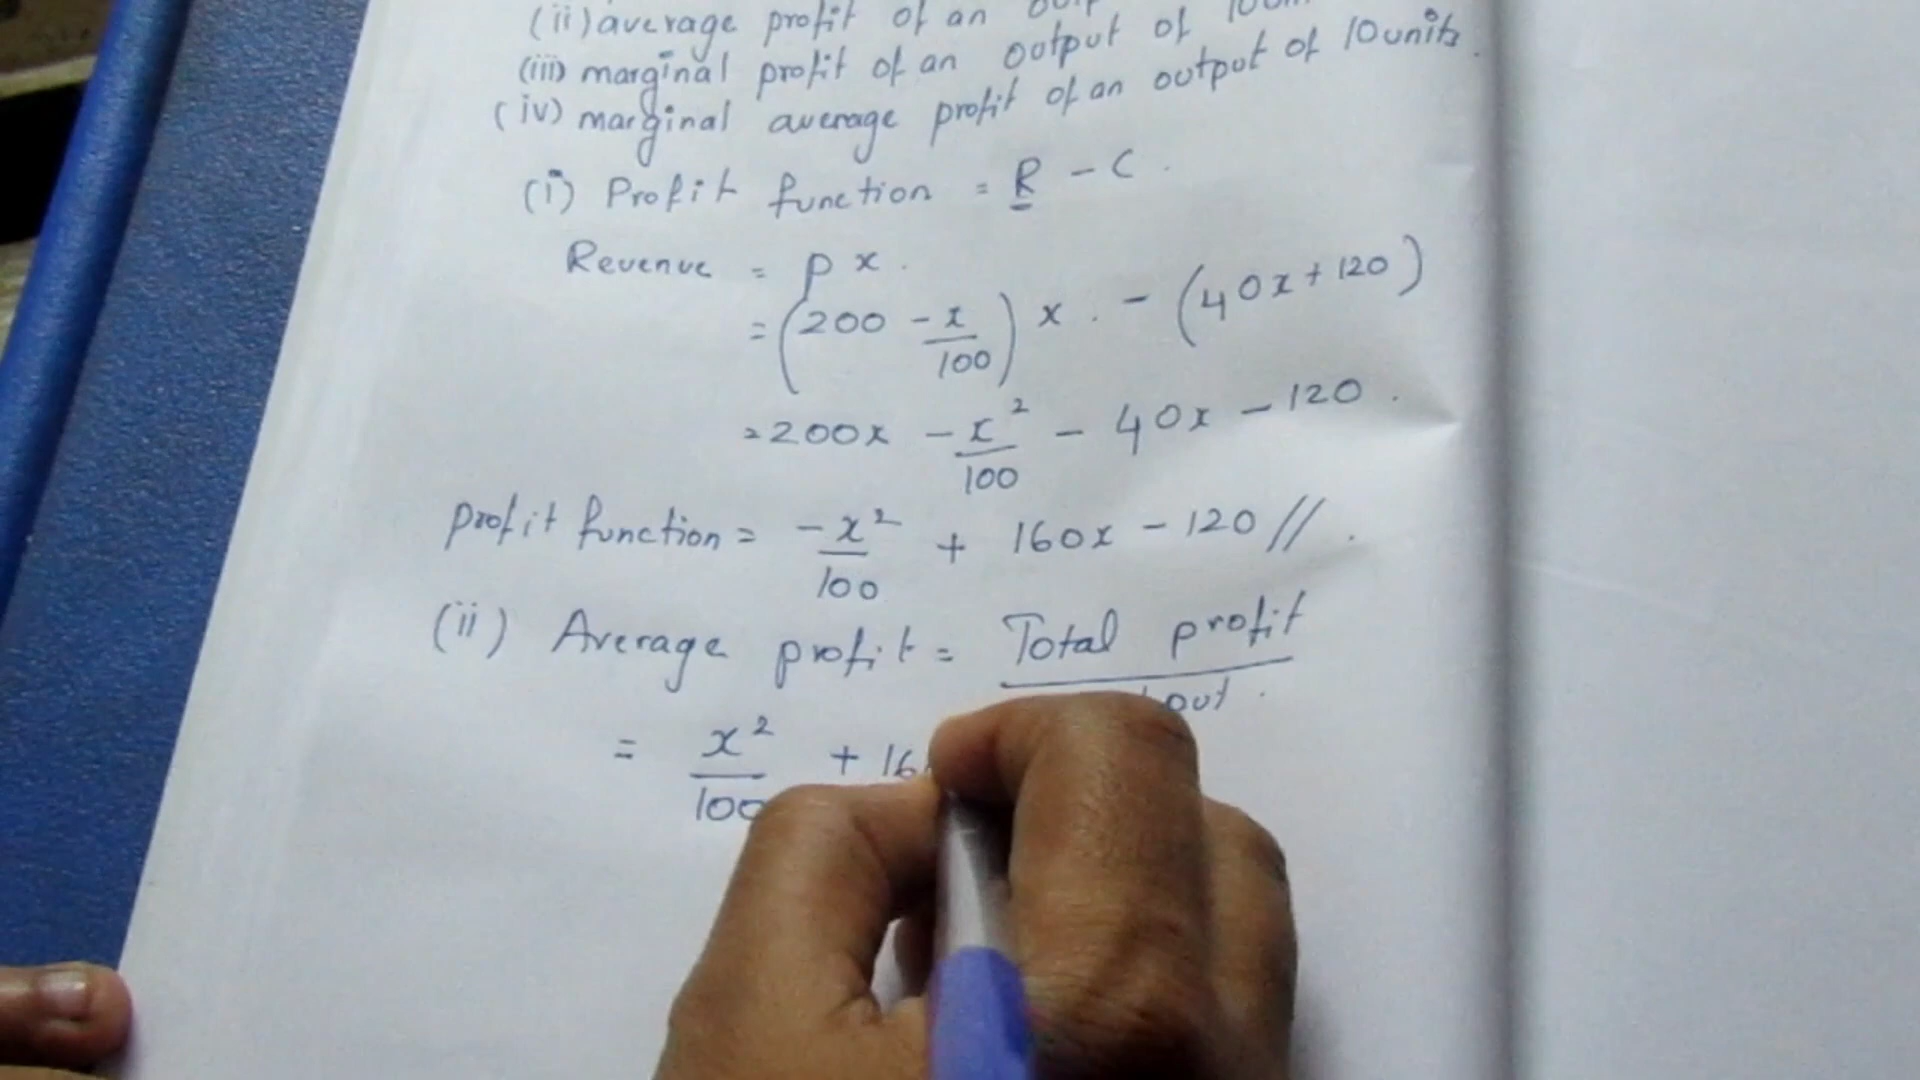 (ii) average profit of an
(iii) marginal profit of an output of
(iv) marginal average profit of an output of 10 units.
(i) Profit function = R - C.
Revenue = px.
= (200 - x/100) x. - (40x + 120)
= 200x - x²/100 - 40x - 120.
profit function = -x²/100 + 160x - 120 //.
(ii) Average profit = Total profit
= x²/100 + 16